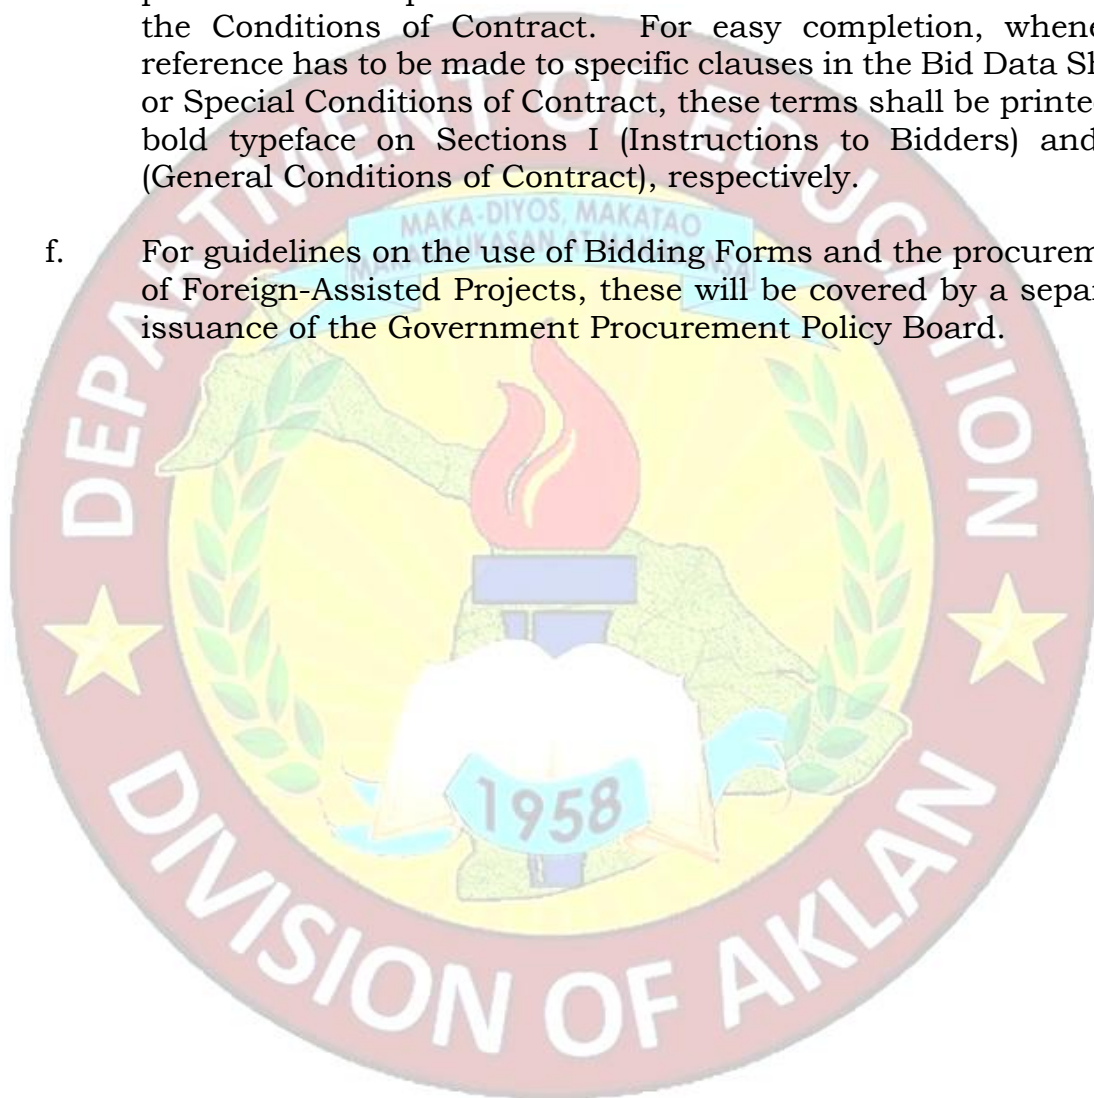 the Conditions of Contract. For easy completion, whene
reference has to be made to specific clauses in the Bid Data Sh
or Special Conditions of Contract, these terms shall be printe
bold typeface on Sections I (Instructions to Bidders) and
(General Conditions of Contract), respectively.
f. For guidelines on the use of Bidding Forms and the procurem
of Foreign-Assisted Projects, these will be covered by a separ
issuance of the Government Procurement Policy Board.
DEPARTMENT OF EDUCATION
MAKA-DIYOS, MAKATAO
1958
DIVISION OF AKLAN